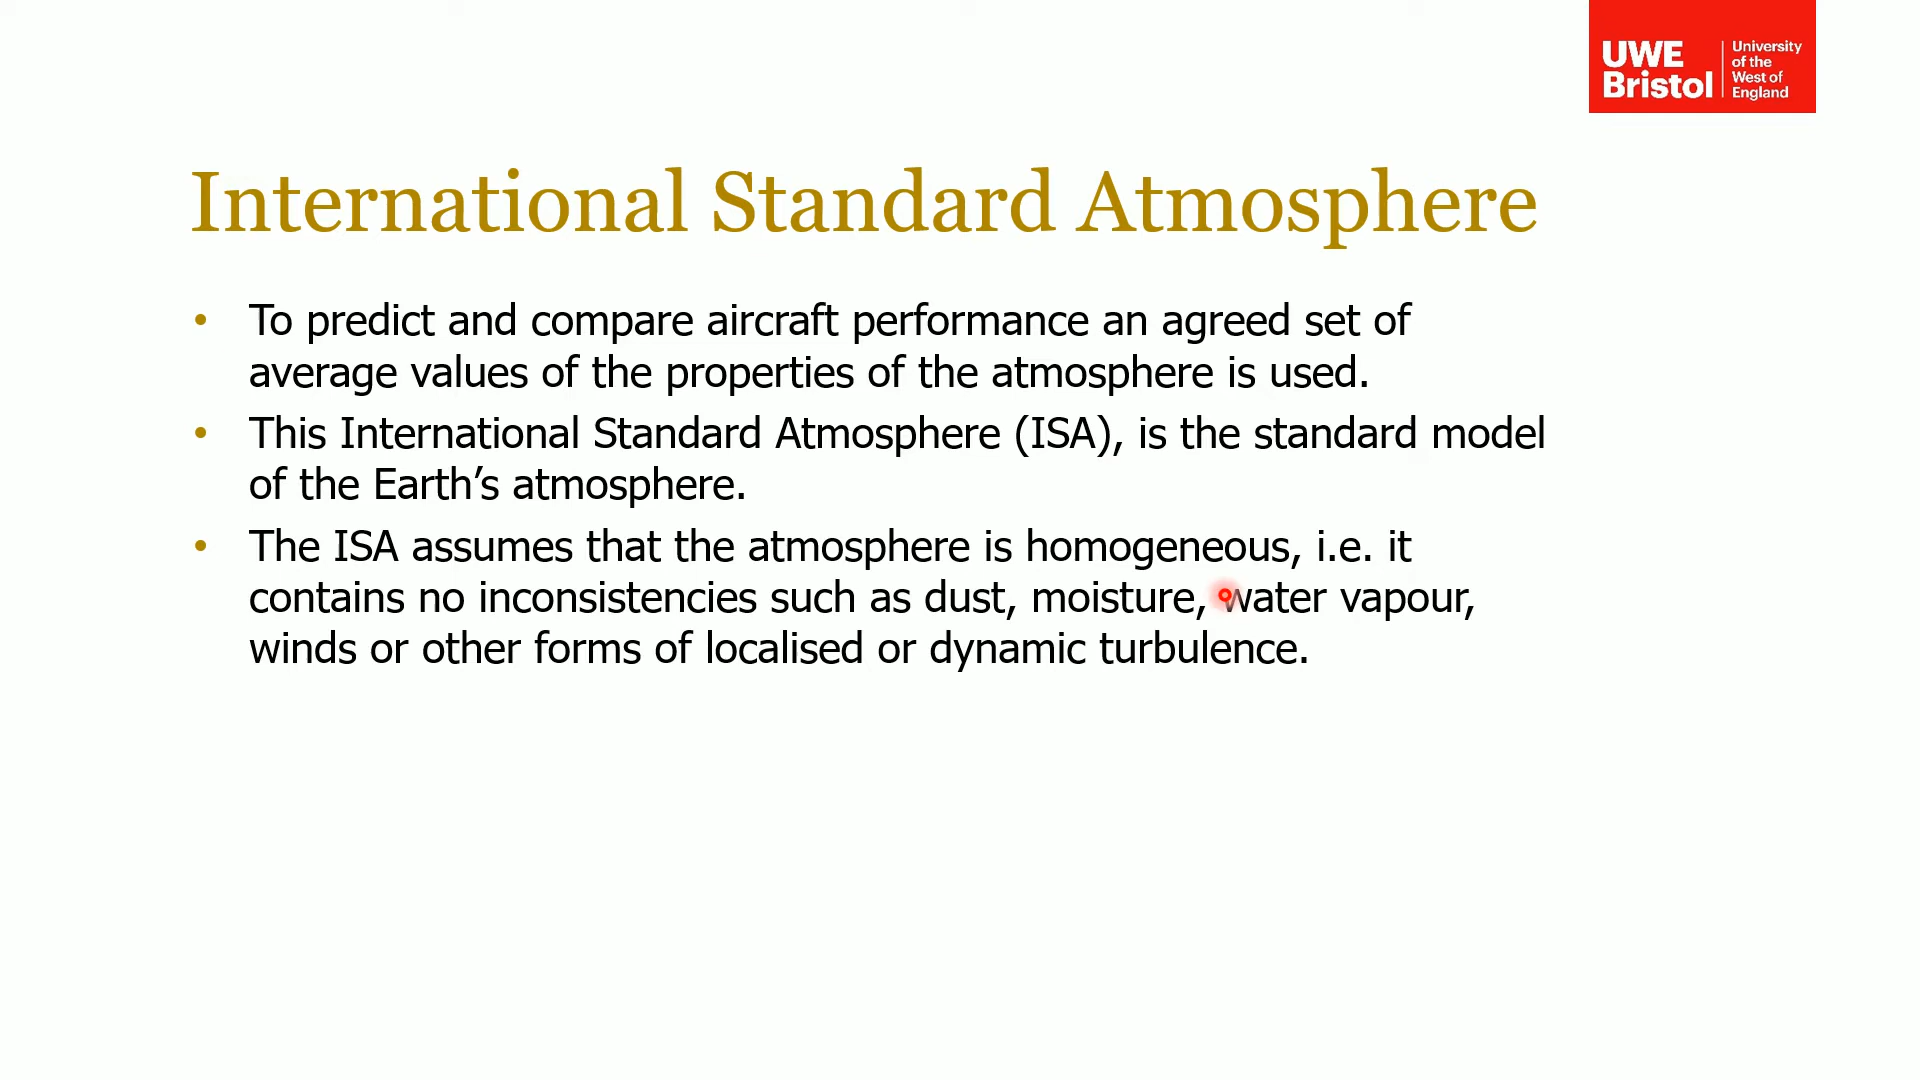 UWE
Bristol
University
of the
West of
England
International Standard Atmosphere
• To predict and compare aircraft performance an agreed set of
average values of the properties of the atmosphere is used.
• This International Standard Atmosphere (ISA), is the standard model
of the Earth’s atmosphere.
• The ISA assumes that the atmosphere is homogeneous, i.e. it
contains no inconsistencies such as dust, moisture, water vapour,
winds or other forms of localised or dynamic turbulence.